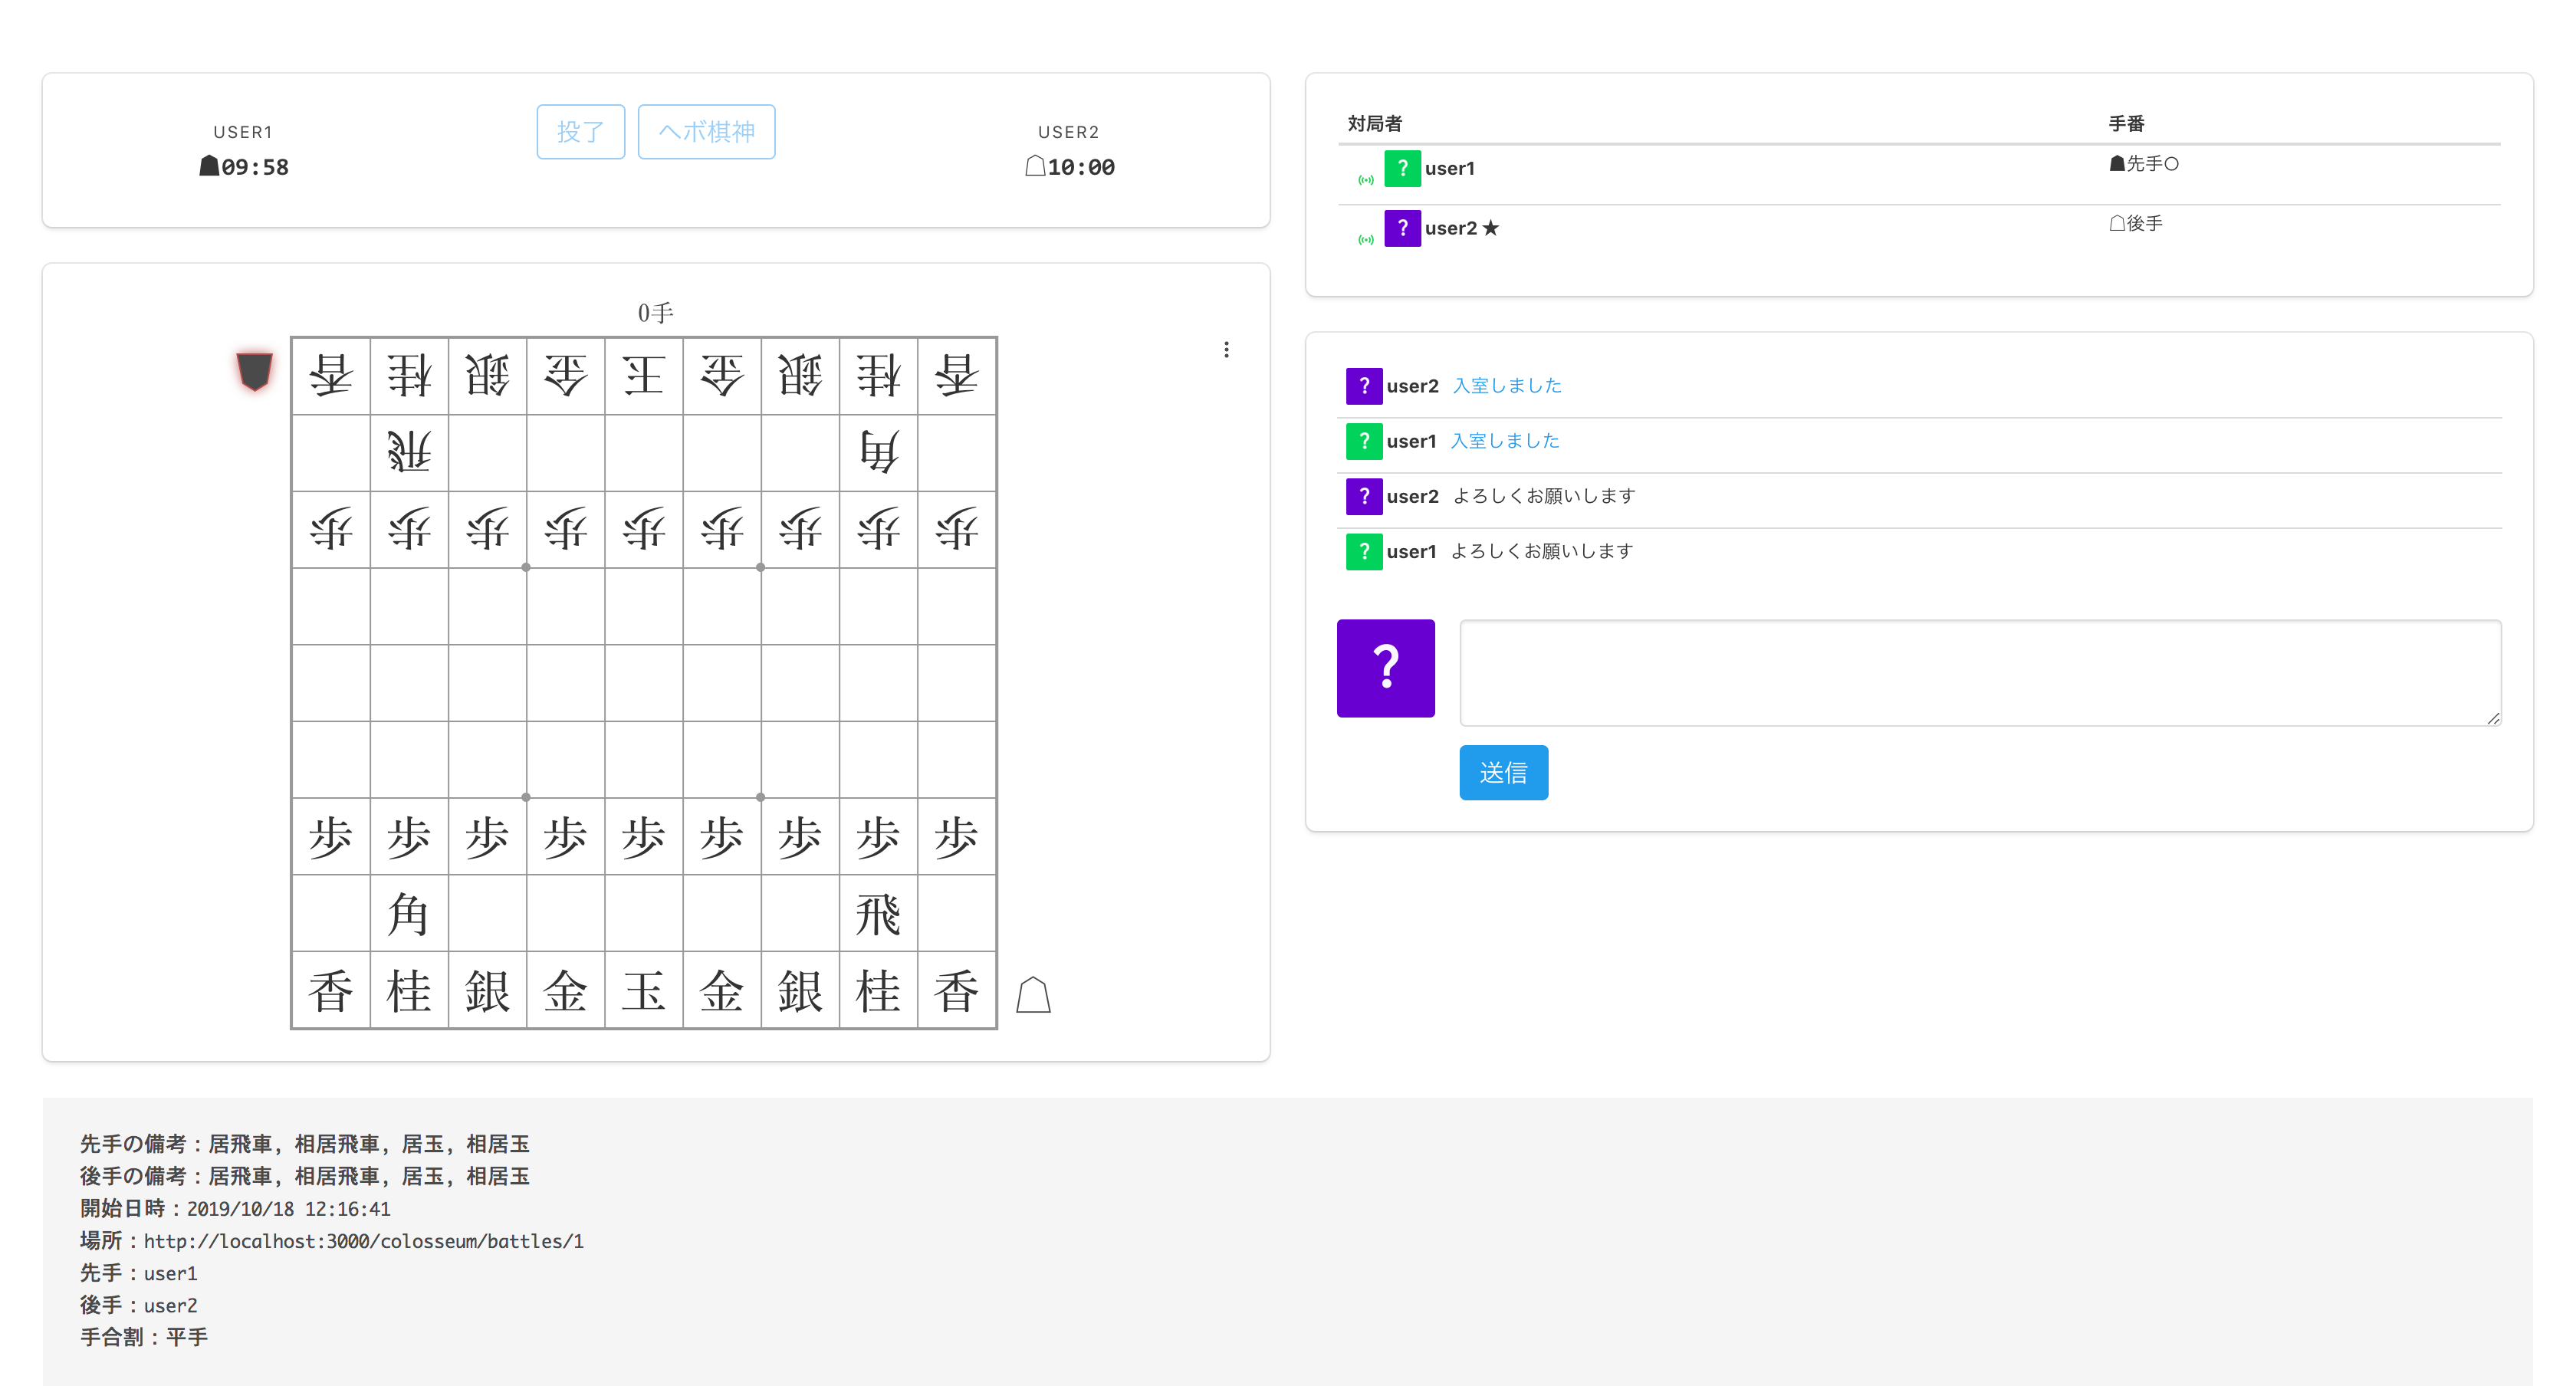 USER1
☗09:58
投了
ヘボ棋神
USER2
☖10:00
0手
香桂銀金王金銀桂香
飛角
歩歩歩歩歩歩歩歩歩
歩歩歩歩歩歩歩歩歩
角飛
香桂銀金玉金銀桂香
対局者 手番
? user1 ☗先手○
? user2★ ☖後手
? user2 入室しました
? user1 入室しました
? user2 よろしくお願いします
? user1 よろしくお願いします
?
送信
先手の備考:居飛車, 相居飛車, 居玉, 相居玉
後手の備考:居飛車, 相居飛車, 居玉, 相居玉
開始日時:2019/10/18 12:16:41
場所:http://localhost:3000/colosseum/battles/1
先手:user1
後手:user2
手合割:平手